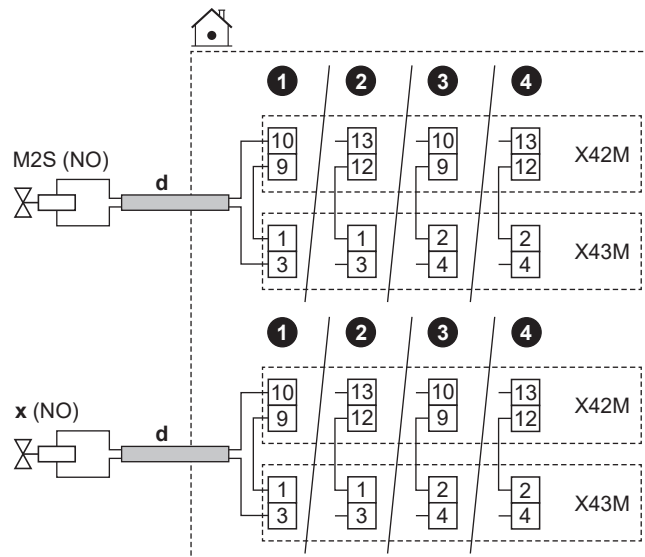 1 2 3 4
10 13 10 13
M2S (NO) 9 12 9 12 X42M
d
1 1 2 2 X43M
3 3 4 4
1 2 3 4
10 13 10 13
x (NO) 9 12 9 12 X42M
d
1 1 2 2 X43M
3 3 4 4